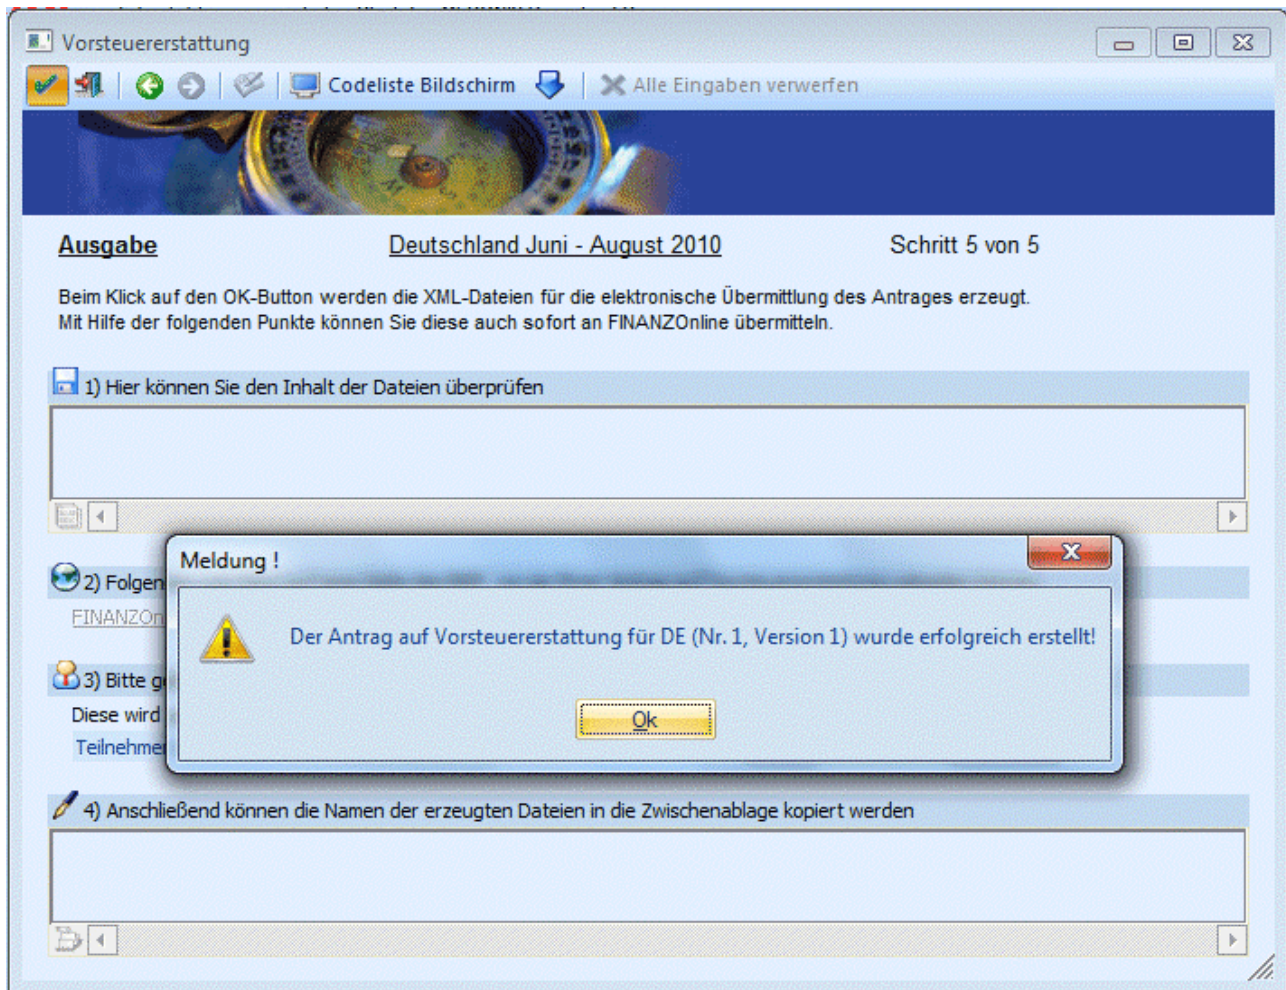 Vorsteuererstattung
Codeliste Bildschirm Alle Eingaben verwerfen
Ausgabe Deutschland Juni - August 2010 Schritt 5 von 5
Beim Klick auf den OK-Button werden die XML-Dateien für die elektronische Übermittlung des Antrages erzeugt.
Mit Hilfe der folgenden Punkte können Sie diese auch sofort an FINANZOnline übermitteln.
1) Hier können Sie den Inhalt der Dateien überprüfen
Meldung !
2) Folgen
FINANZOn
Der Antrag auf Vorsteuererstattung für DE (Nr. 1, Version 1) wurde erfolgreich erstellt!
3) Bitte g
Diese wird
Ok
Teilnehmer
4) Anschließend können die Namen der erzeugten Dateien in die Zwischenablage kopiert werden